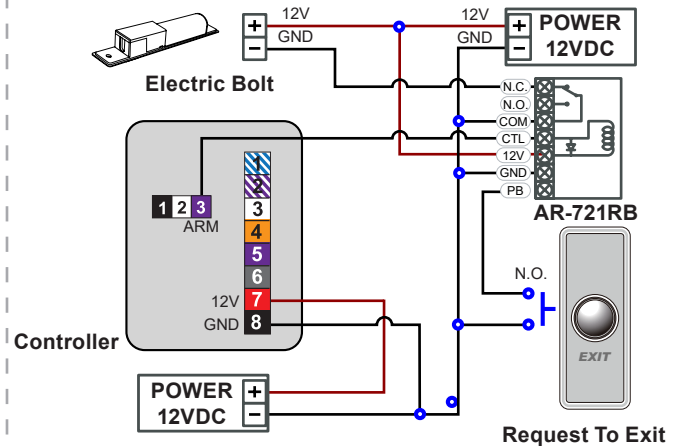 12V
GND
+
−
Electric Bolt
12V
GND
+
−
POWER
12VDC
N.C.
N.O.
COM
CTL
12V
GND
PB
AR-721RB
1
2
3
4
5
6
12V 7
GND 8
1 2 3
ARM
Controller
POWER
12VDC
+
−
N.O.
EXIT
Request To Exit